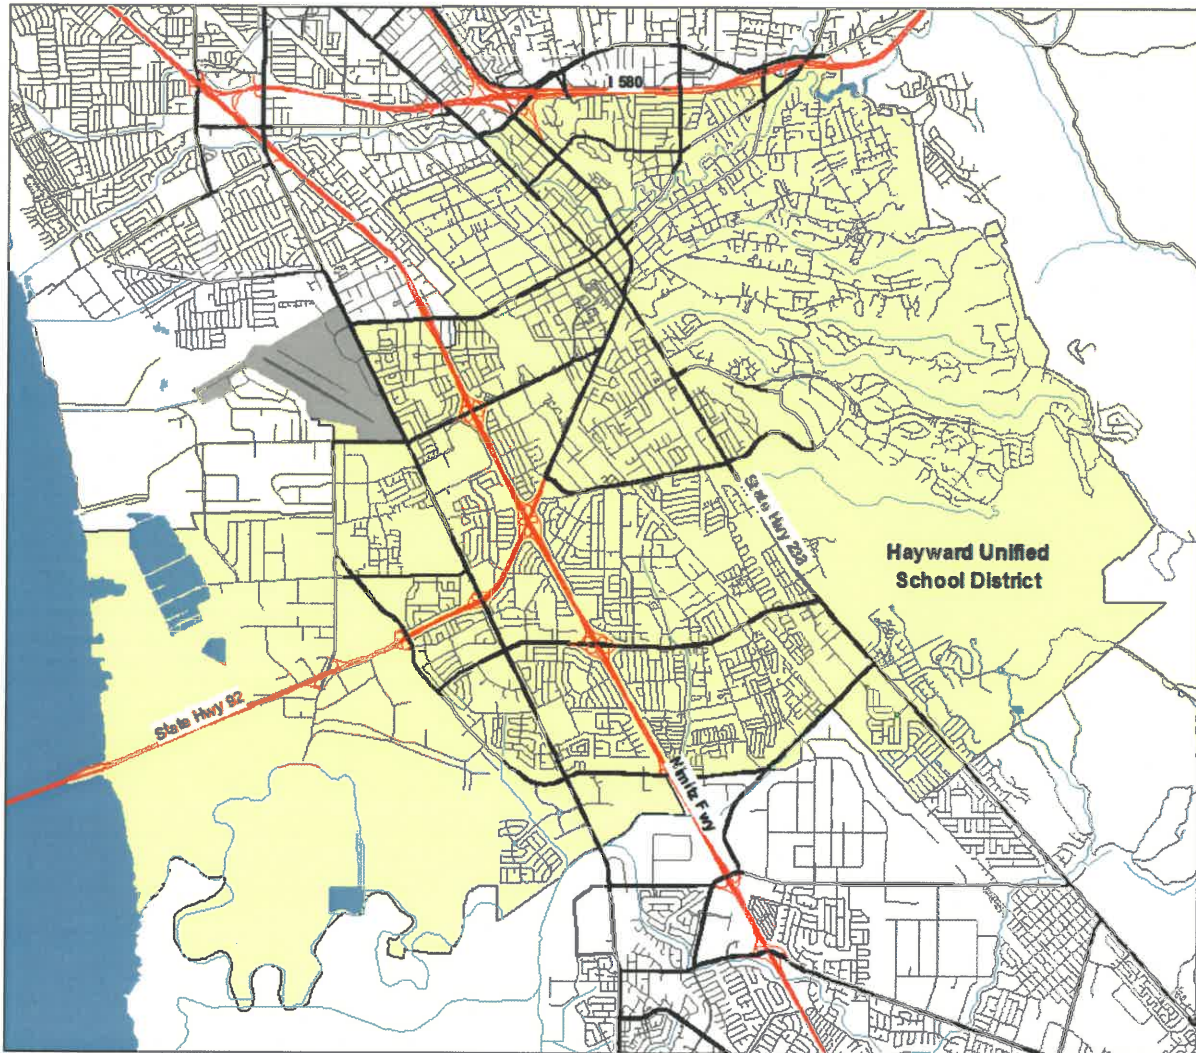 I 580
State Hwy 238
Hayward Unified
School District
State Hwy 92
Nimitz Fwy